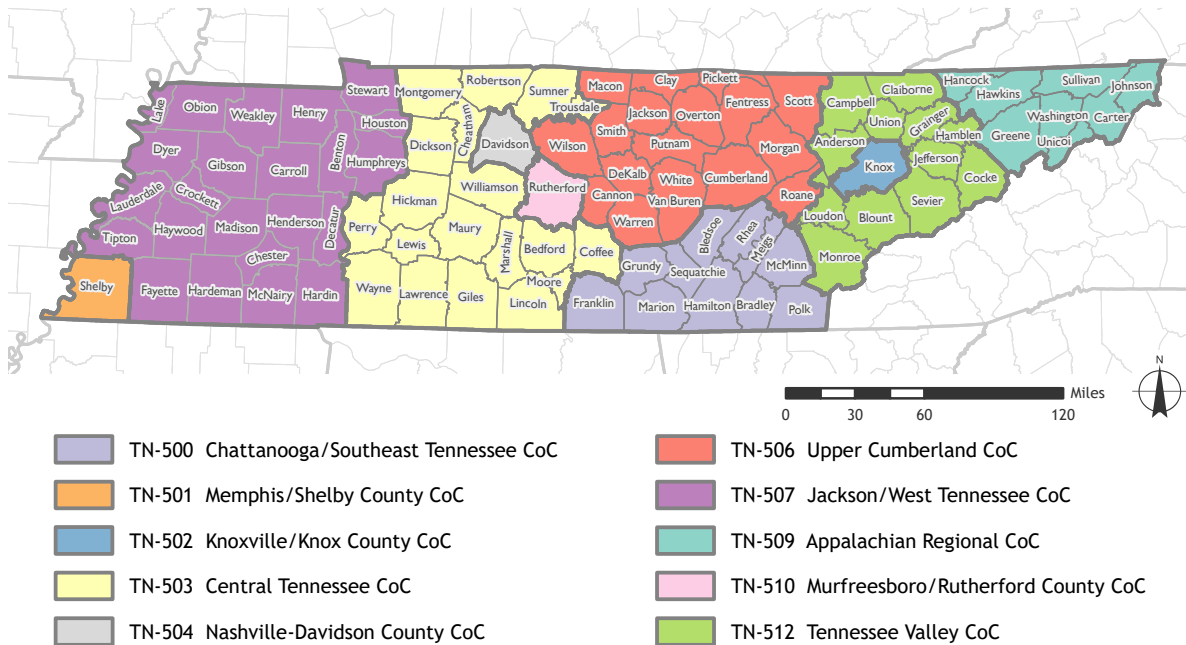 Stewart
Montgomery
Robertson
Sumner
Trousdale
Macon
Clay
Pickett
Scott
Fentress
Jackson
Overton
Claiborne
Campbell
Union
Grainger
Hamblen
Hancock
Hawkins
Sullivan
Johnson
Washington
Carter
Greene
Unicoi
Lake
Obion
Weakley
Henry
Houston
Benton
Humphreys
Dickson
Cheatham
Davidson
Wilson
Smith
Putnam
Morgan
Anderson
Knox
Jefferson
Cocke
Sevier
Dyer
Gibson
Carroll
Williamson
Rutherford
DeKalb
White
Cumberland
Cannon
Van Buren
Warren
Roane
Loudon
Blount
Monroe
Lauderdale
Crockett
Haywood
Madison
Henderson
Decatur
Tipton
Chester
Hickman
Perry
Lewis
Maury
Marshall
Bedford
Coffee
Moore
Bledsoe
Rhea
Meigs
McMinn
Grundy
Sequatchie
Shelby
Fayette
Hardeman
McNairy
Hardin
Wayne
Lawrence
Giles
Lincoln
Franklin
Marion
Hamilton
Bradley
Polk
N
Miles
0 30 60 120
TN-500 Chattanooga/Southeast Tennessee CoC
TN-501 Memphis/Shelby County CoC
TN-502 Knoxville/Knox County CoC
TN-503 Central Tennessee CoC
TN-504 Nashville-Davidson County CoC
TN-506 Upper Cumberland CoC
TN-507 Jackson/West Tennessee CoC
TN-509 Appalachian Regional CoC
TN-510 Murfreesboro/Rutherford County CoC
TN-512 Tennessee Valley CoC